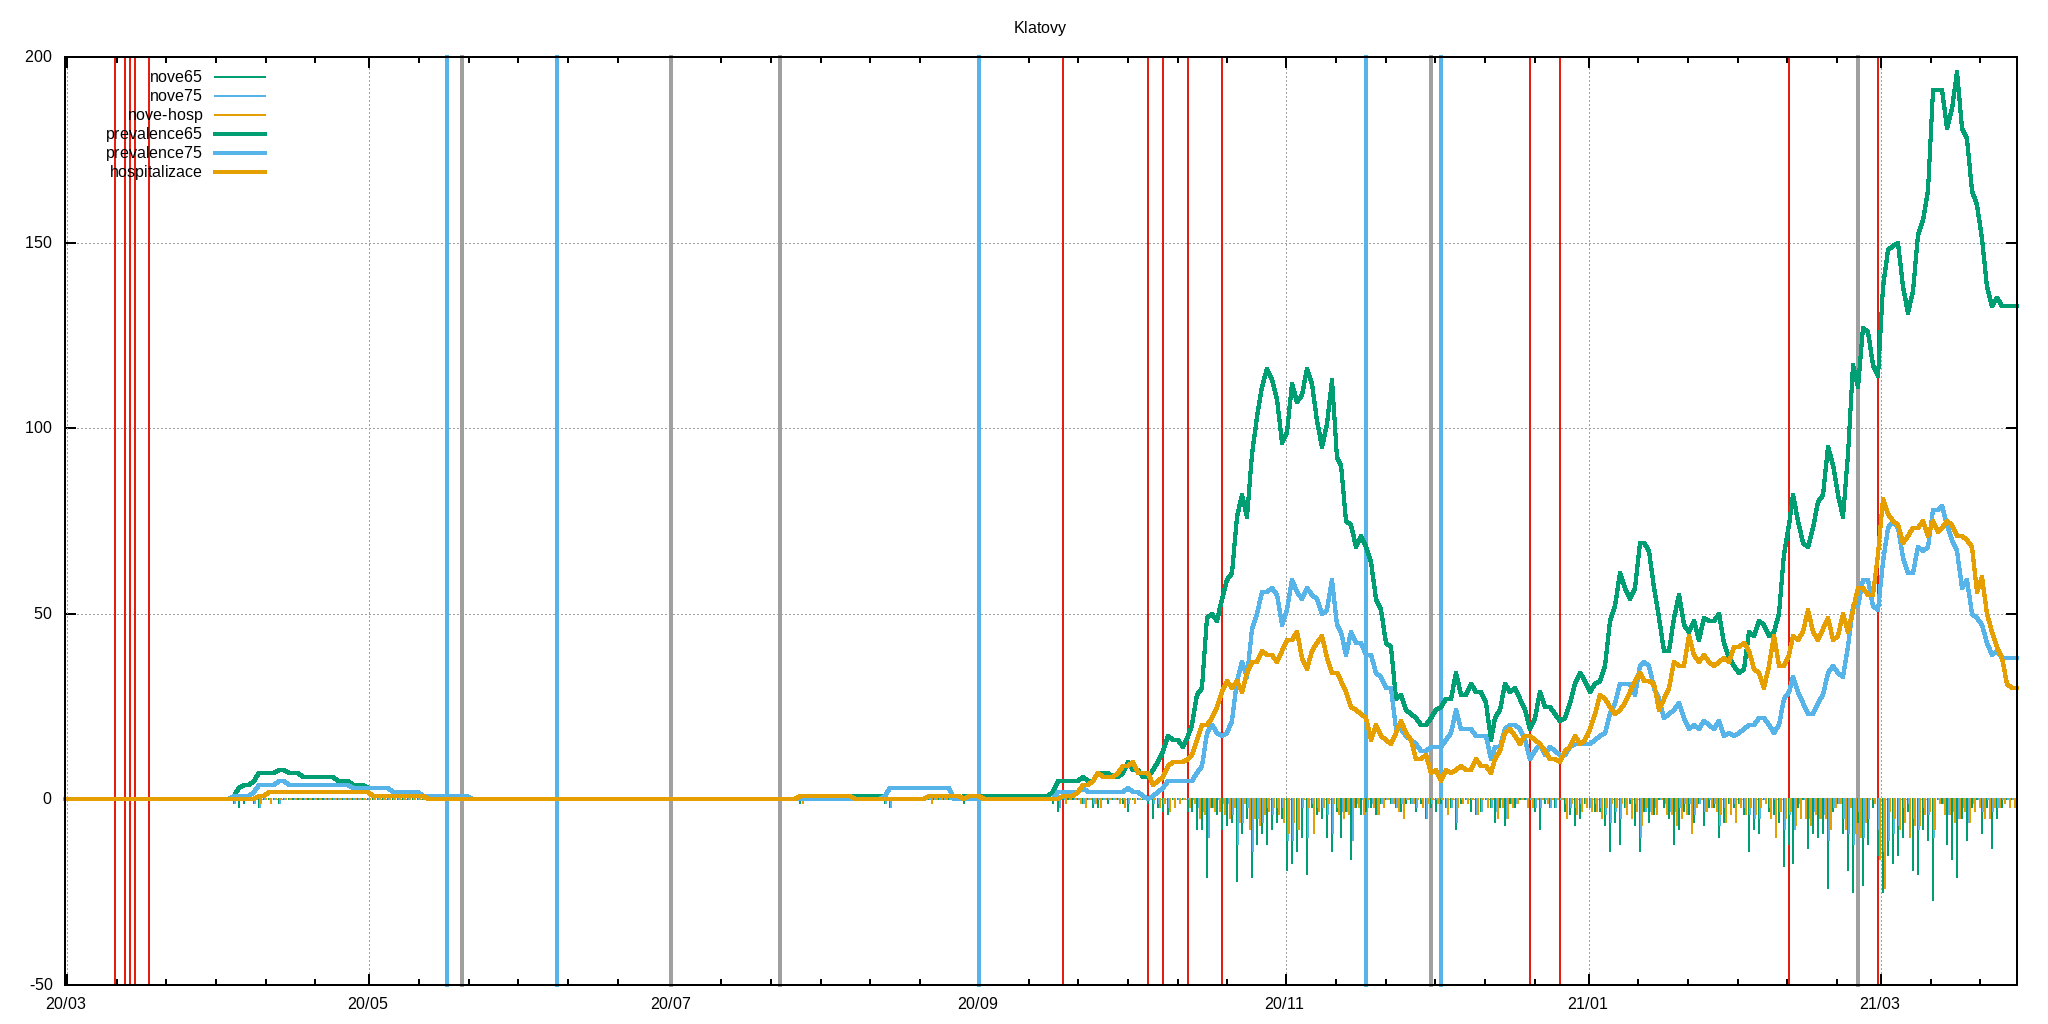 Klatovy
200
nove65
nove75
nove-hosp
prevalence65
prevalence75
hospitalizace
150
100
50
0
-50
20/03 20/05 20/07 20/09 20/11 21/01 21/03